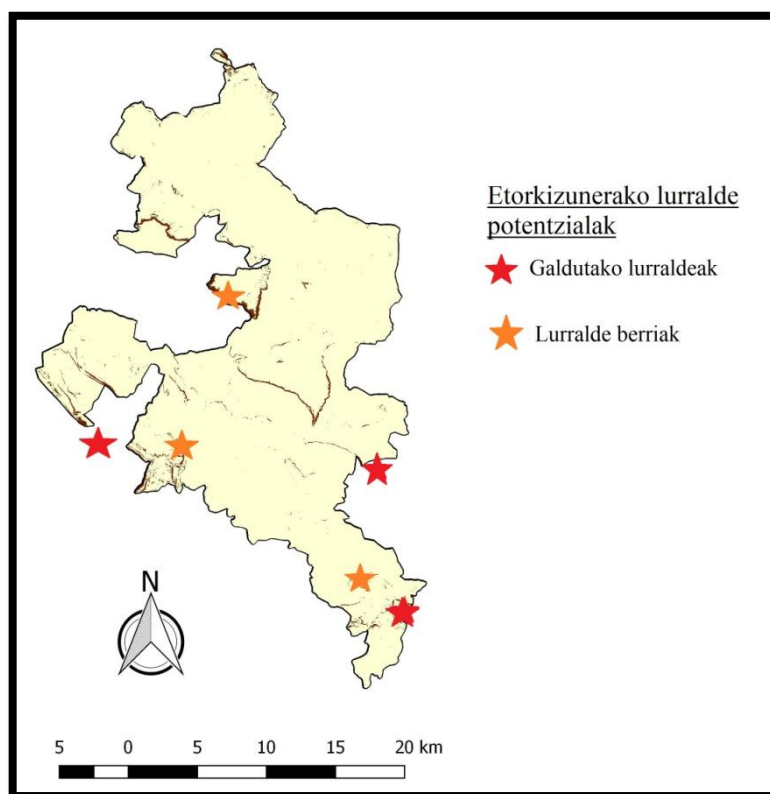 Etorkizunerako lurralde
potentzialak
Galdutako lurraldeak
Lurralde berriak
N
5 0 5 10 15 20 km